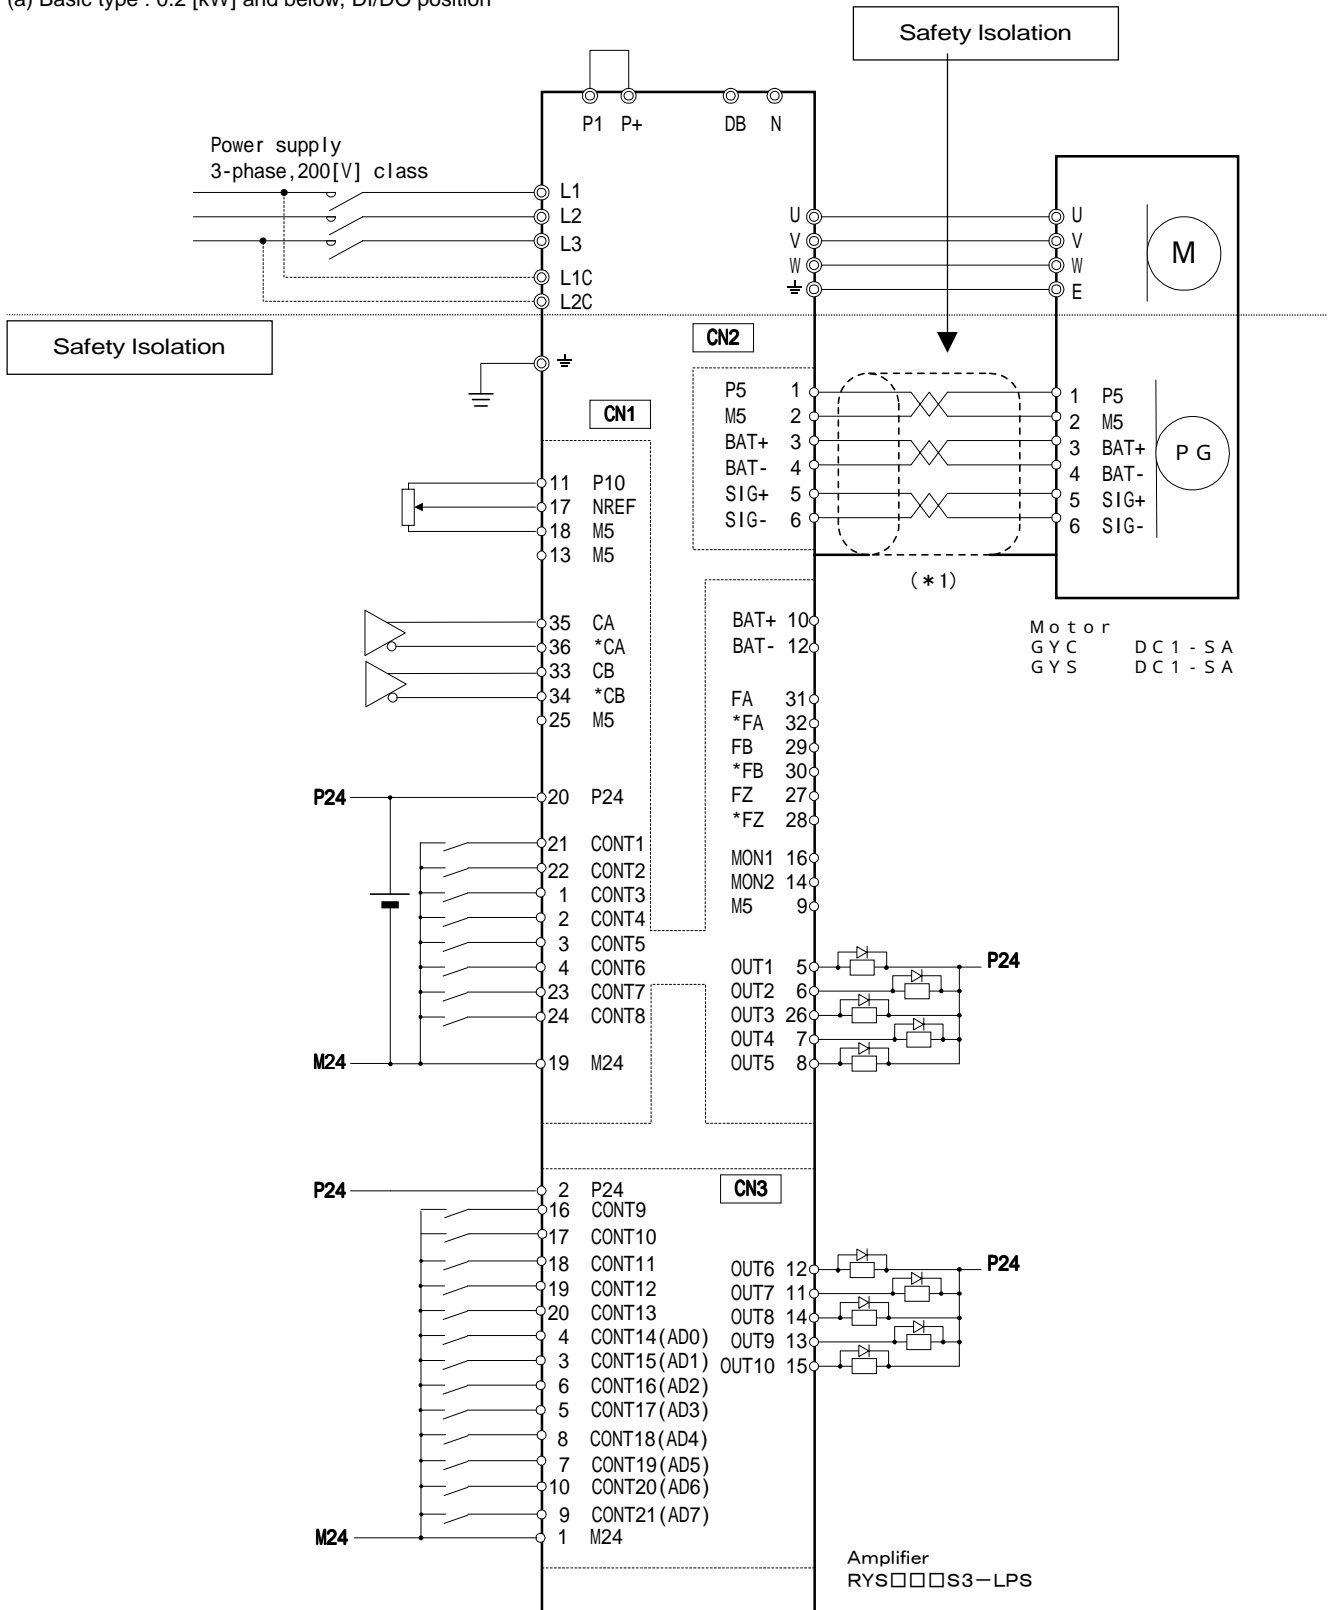 (a) Basic type : 0.2 [kW] and below, DI/DO position
Safety Isolation
P1 P+ DB N
Power supply
3-phase,200[V] class
L1
L2
L3
L1C
L2C
U
V
W
U
V
W
E
M
Safety Isolation
CN2
P5 1
M5 2
BAT+ 3
BAT- 4
SIG+ 5
SIG- 6
1 P5
2 M5
3 BAT+
4 BAT-
5 SIG+
6 SIG-
PG
(*1)
Motor
GYC DC1-SA
GYS DC1-SA
CN1
11 P10
17 NREF
18 M5
13 M5
35 CA
36 *CA
33 CB
34 *CB
25 M5
P24
20 P24
21 CONT1
22 CONT2
1 CONT3
2 CONT4
3 CONT5
4 CONT6
23 CONT7
24 CONT8
M24
19 M24
BAT+ 10
BAT- 12
FA 31
*FA 32
FB 29
*FB 30
FZ 27
*FZ 28
MON1 16
MON2 14
M5 9
OUT1 5
OUT2 6
OUT3 26
OUT4 7
OUT5 8
P24
CN3
P24
2 P24
16 CONT9
17 CONT10
18 CONT11
19 CONT12
20 CONT13
4 CONT14(AD0)
3 CONT15(AD1)
6 CONT16(AD2)
5 CONT17(AD3)
8 CONT18(AD4)
7 CONT19(AD5)
10 CONT20(AD6)
9 CONT21(AD7)
M24
1 M24
OUT6 12
OUT7 11
OUT8 14
OUT9 13
OUT10 15
P24
Amplifier
RYS□□□S3-LPS